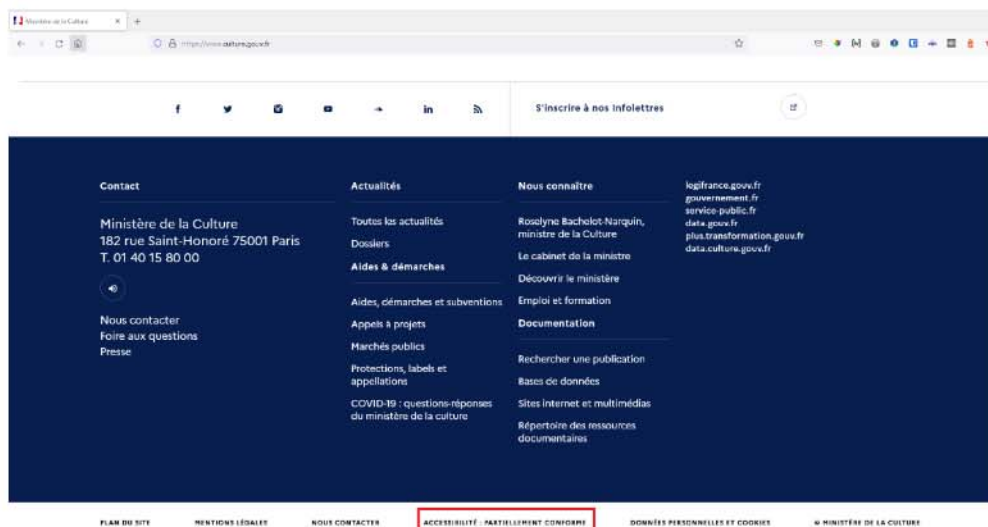 Ministère de la Culture
https://www.culture.gouv.fr
S'inscrire à nos infolettres
Contact
Ministère de la Culture
182 rue Saint-Honoré 75001 Paris
T. 01 40 15 80 00
Nous contacter
Foire aux questions
Presse
Actualités
Toutes les actualités
Dossiers
Aides & démarches
Aides, démarches et subventions
Appels à projets
Marchés publics
Protections, labels et
appellations
COVID-19 : questions-réponses
du ministère de la culture
Nous connaître
Roselyne Bachelot-Narquin,
ministre de la Culture
Le cabinet de la ministre
Découvrir le ministère
Emploi et formation
Documentation
Rechercher une publication
Bases de données
Sites internet et multimédias
Répertoire des ressources
documentaires
legifrance.gouv.fr
gouvernement.fr
service-public.fr
data.gouv.fr
plus.transformation.gouv.fr
data.culture.gouv.fr
PLAN DU SITE
MENTIONS LÉGALES
NOUS CONTACTER
ACCESSIBILITÉ : PARTIELLEMENT CONFORME
DONNÉES PERSONNELLES ET COOKIES
© MINISTÈRE DE LA CULTURE